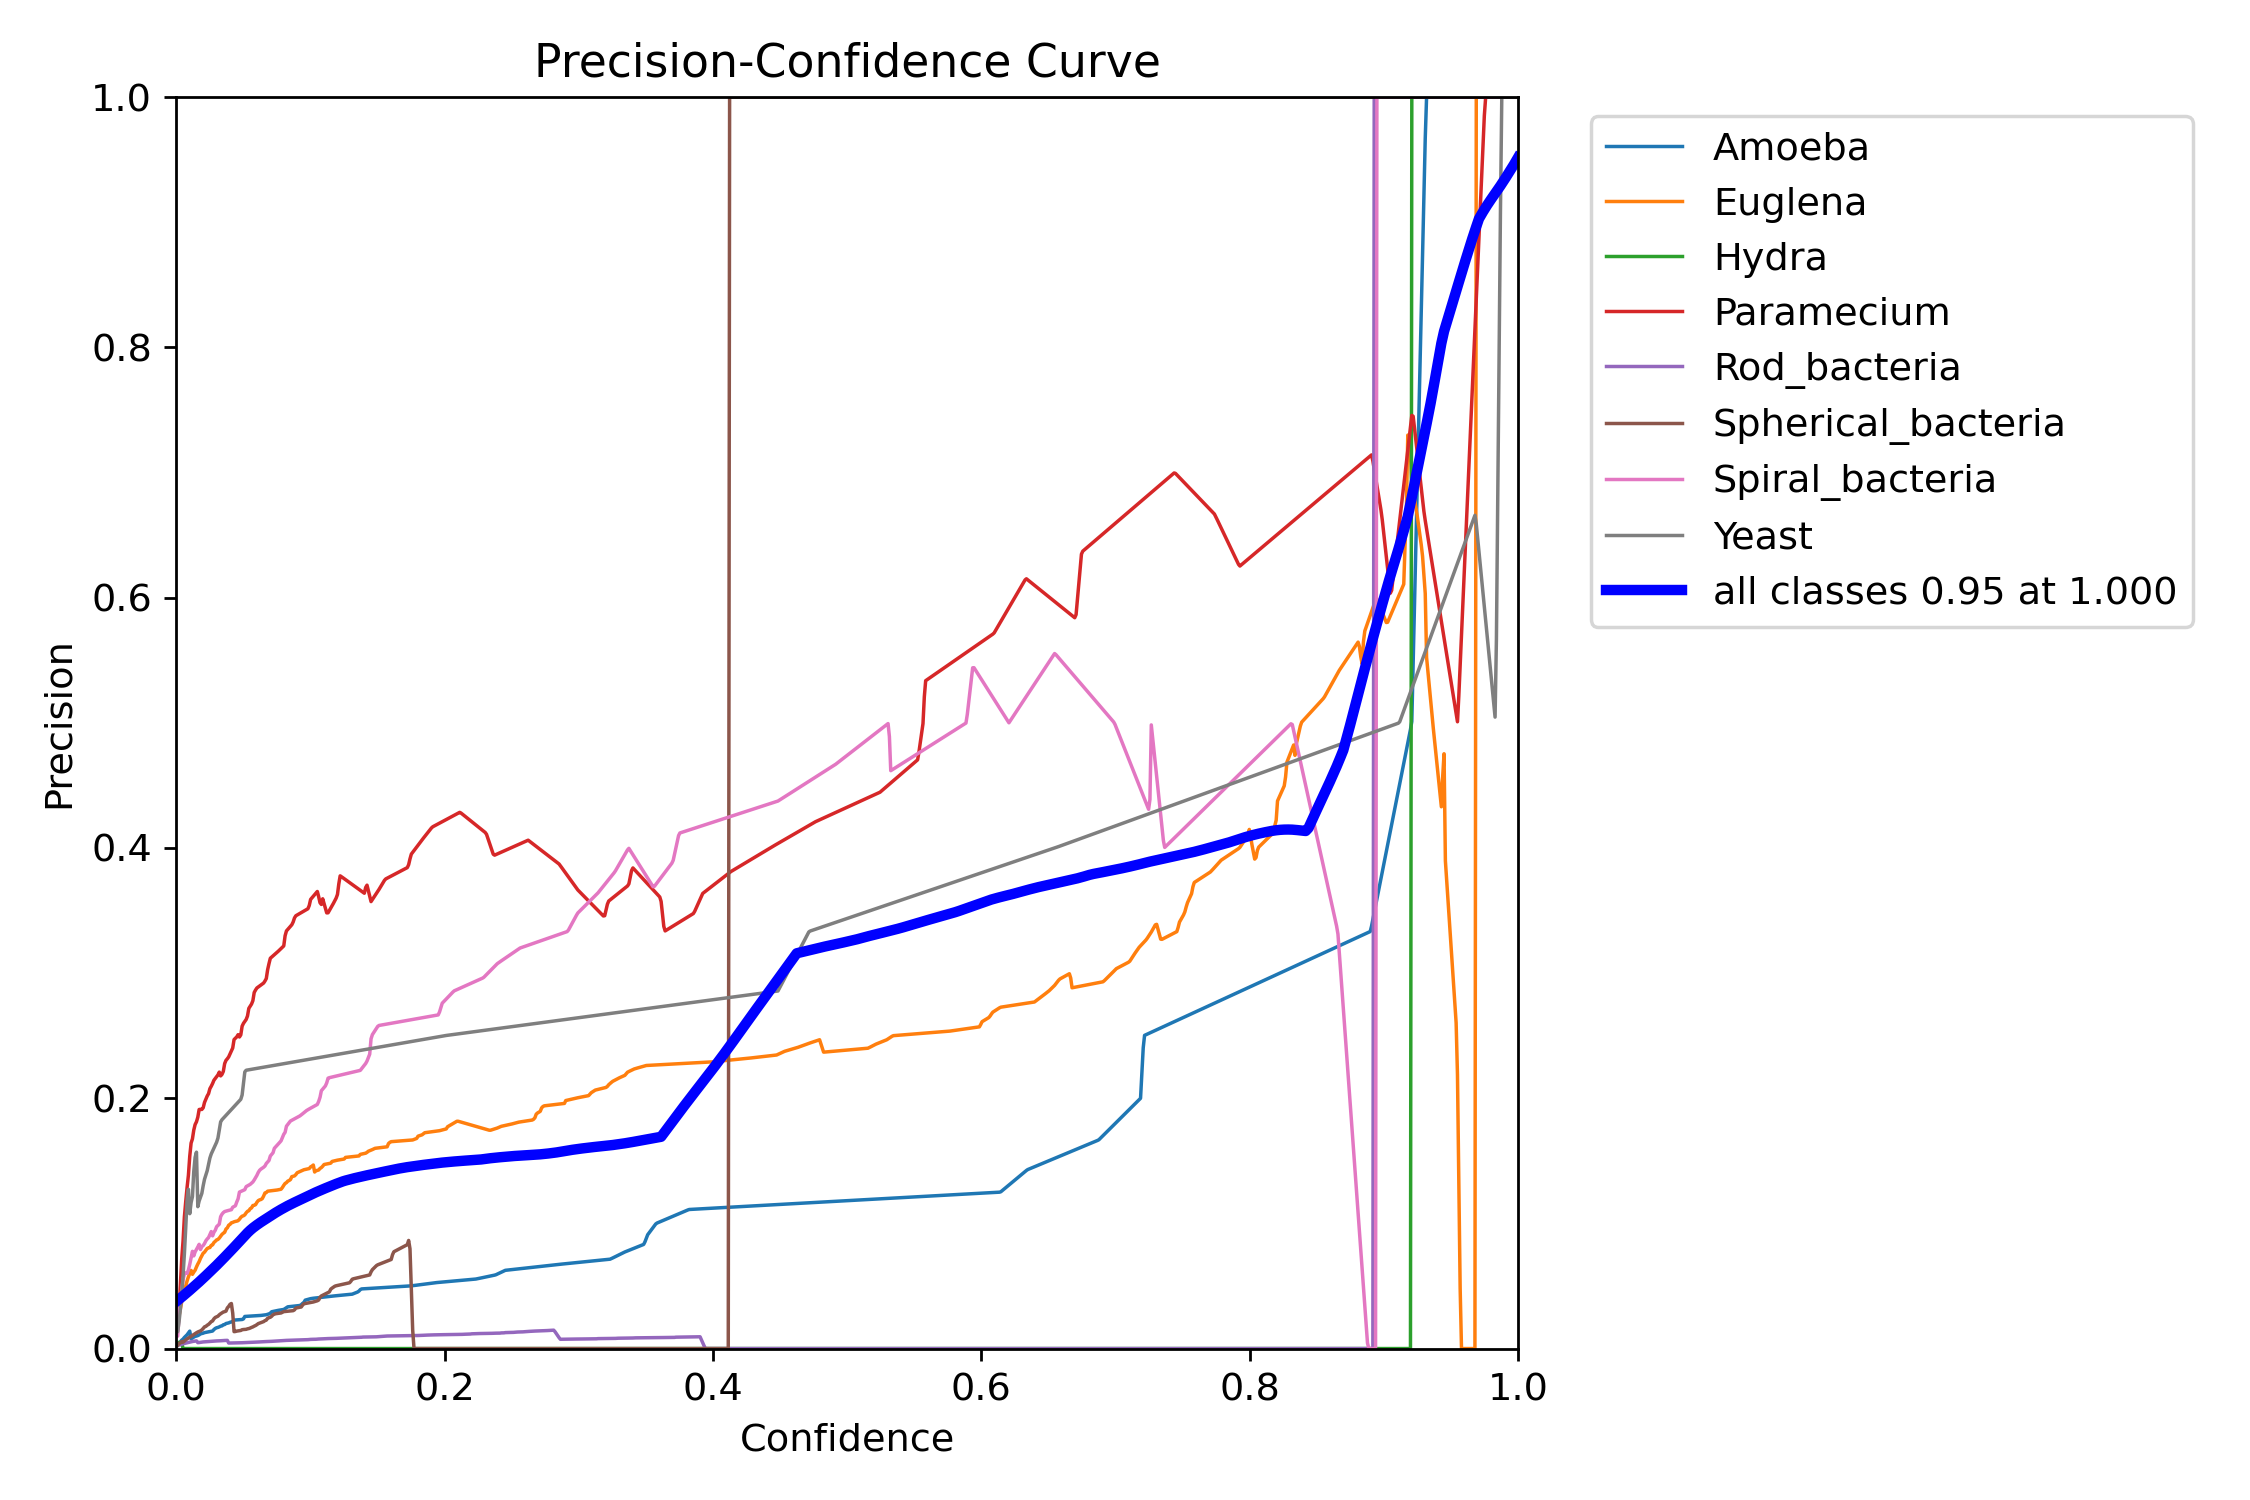 Precision-Confidence Curve
1.0
0.8
0.6
0.4
0.2
0.0
Precision
0.0 0.2 0.4 0.6 0.8 1.0
Confidence
Amoeba
Euglena
Hydra
Paramecium
Rod_bacteria
Spherical_bacteria
Spiral_bacteria
Yeast
all classes 0.95 at 1.000